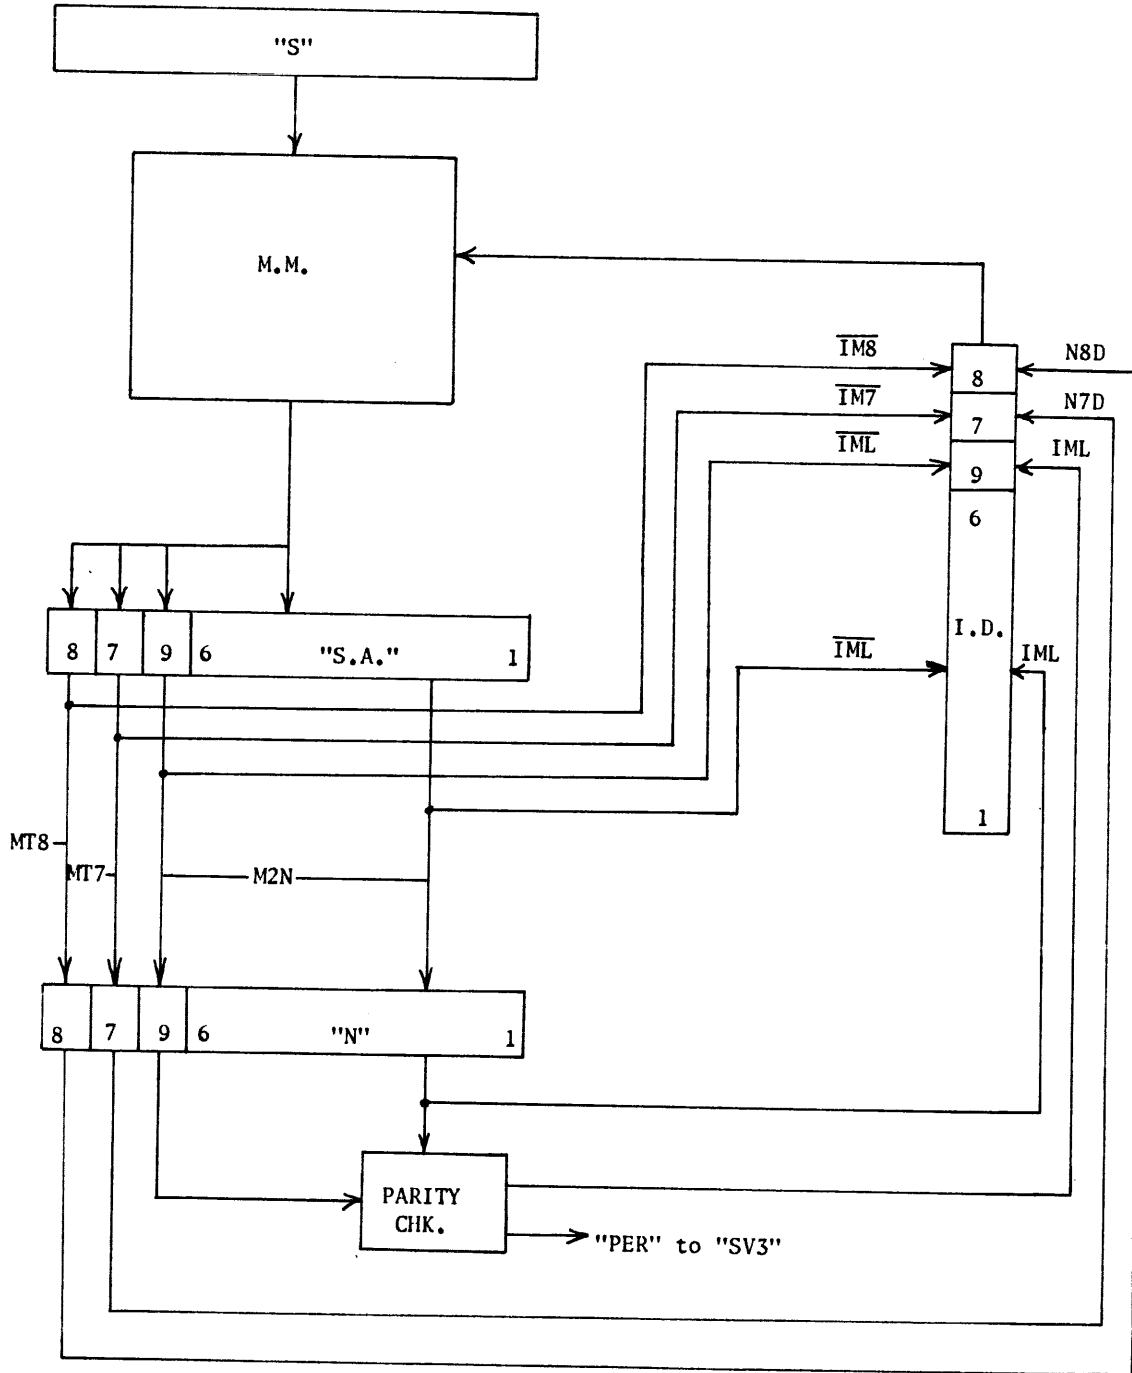 "S"
M.M.
IM8
N8D
8
IM7
N7D
7
IML
IML
9
6
8 7 9 6 "S.A." 1
I.D.
IML
IML
1
MT8
MT7
M2N
8 7 9 6 "N" 1
PARITY
CHK.
"PER" to "SV3"